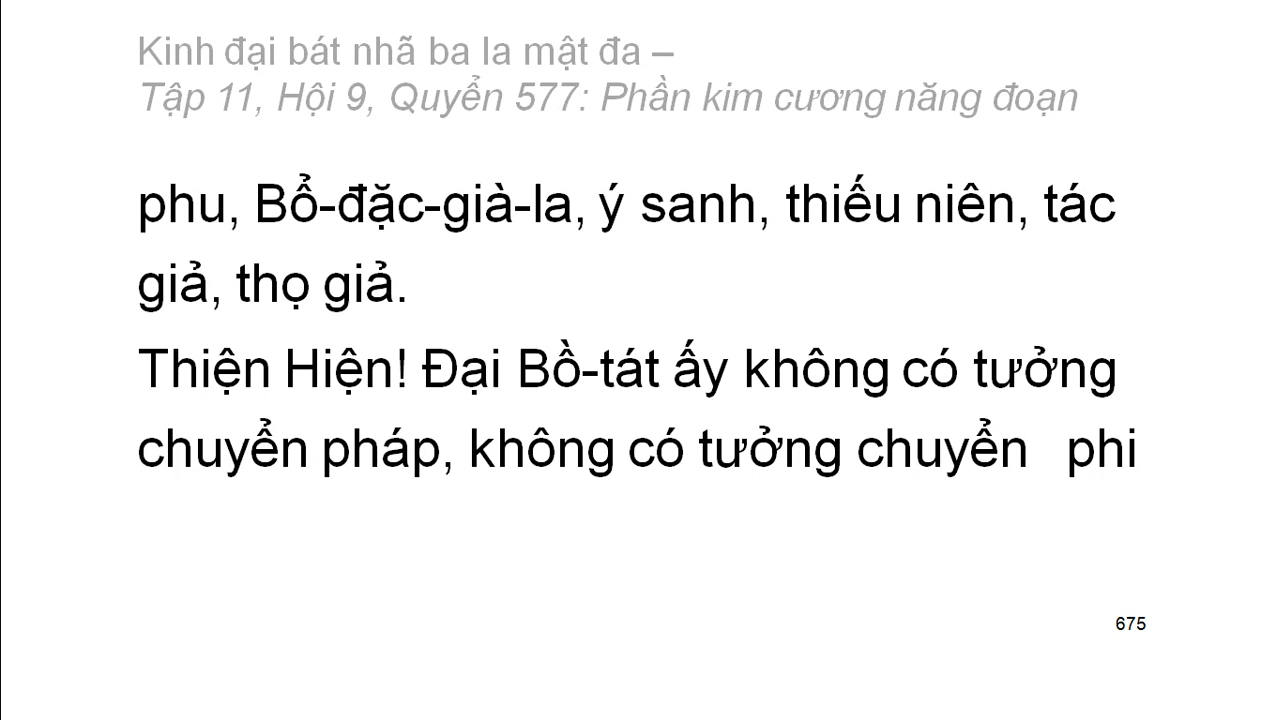 Kinh đại bát nhã ba la mật đa –
Tập 11, Hội 9, Quyển 577: Phần kim cương năng đoạn
phu, Bổ-đặc-già-la, ý sanh, thiếu niên, tác
giả, thọ giả.
Thiện Hiện! Đại Bồ-tát ấy không có tưởng
chuyển pháp, không có tưởng chuyển phi
675